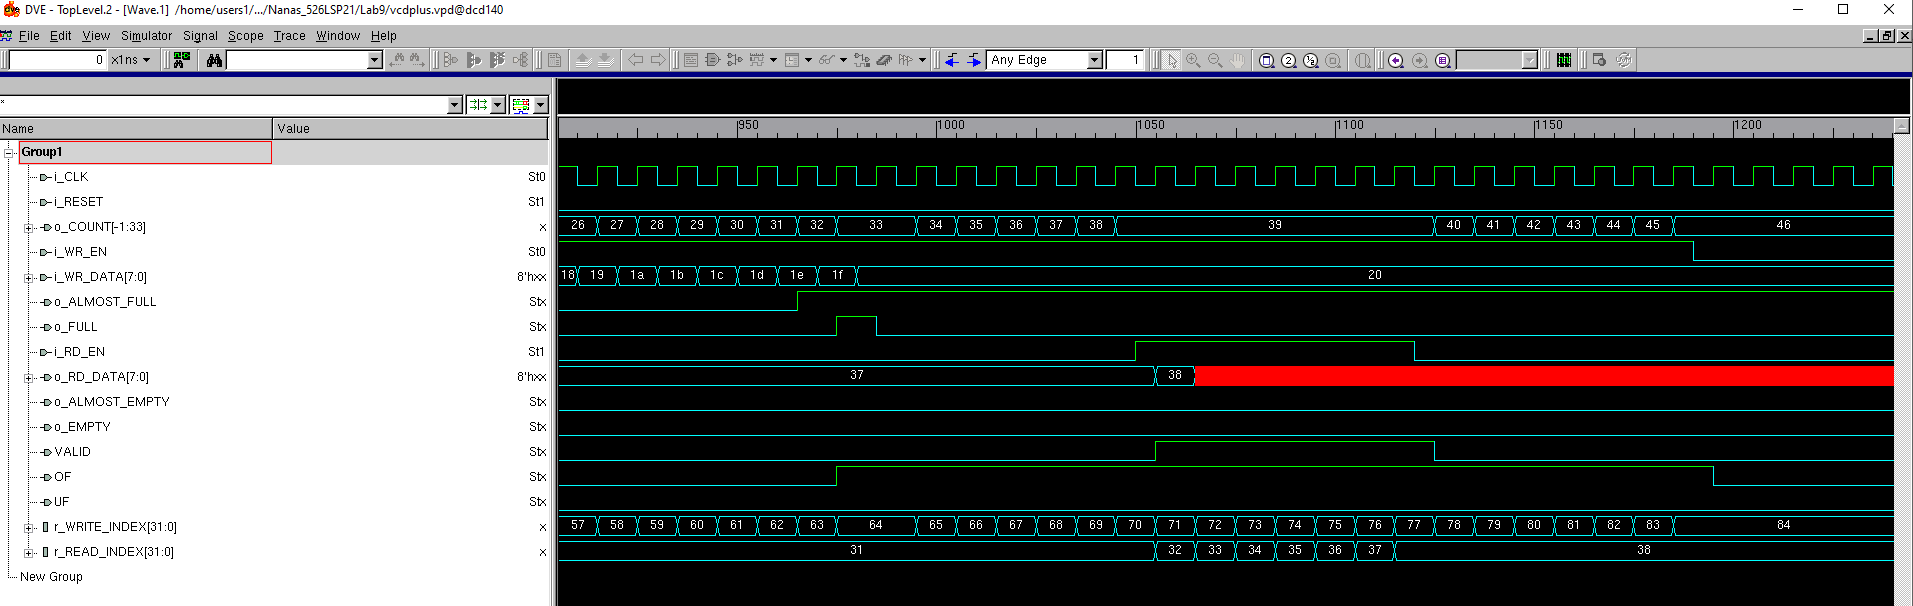 DVE - TopLevel.2 - [Wave.1] /home/users1/.../Nanas_526LSP21/Lab9/vcdplus.vpd@dcd140
File Edit View Simulator Signal Scope Trace Window Help
0 x1ns Any Edge 1
*
Name Value
950 1000 1050 1100 1150 1200
Group1
i_CLK St0
i_RESET St1
o_COUNT[-1:33] x 26 27 28 29 30 31 32 33 34 35 36 37 38 39 40 41 42 43 44 45 46
i_WR_EN St0
i_WR_DATA[7:0] 8'hxx 18 19 1a 1b 1c 1d 1e 1f 20
o_ALMOST_FULL Stx
o_FULL Stx
i_RD_EN St1
o_RD_DATA[7:0] 8'hxx 37 38
o_ALMOST_EMPTY Stx
o_EMPTY Stx
VALID Stx
OF Stx
UF Stx
r_WRITE_INDEX[31:0] x 57 58 59 60 61 62 63 64 65 66 67 68 69 70 71 72 73 74 75 76 77 78 79 80 81 82 83 84
r_READ_INDEX[31:0] x 31 32 33 34 35 36 37 38
New Group